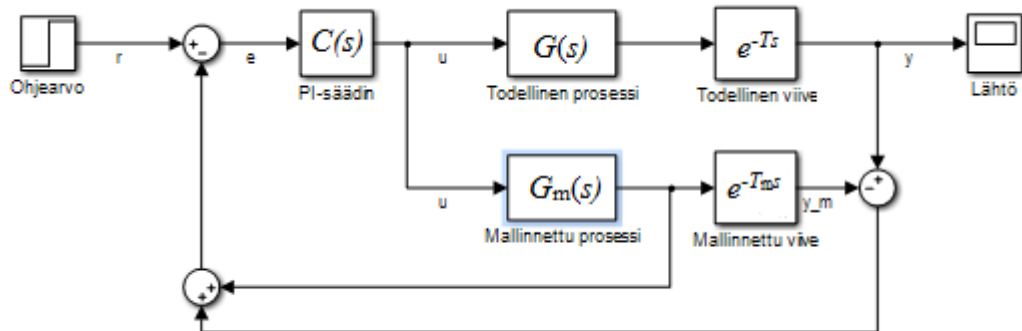 Ohjearvo
r
+
−
e
C(s)
PI-säädin
u
G(s)
Todellinen prosessi
e-Ts
Todellinen viive
y
Lähtö
u
Gm(s)
Mallinnettu prosessi
e-Tms
Mallinnettu viive
y_m
+
−
+
+